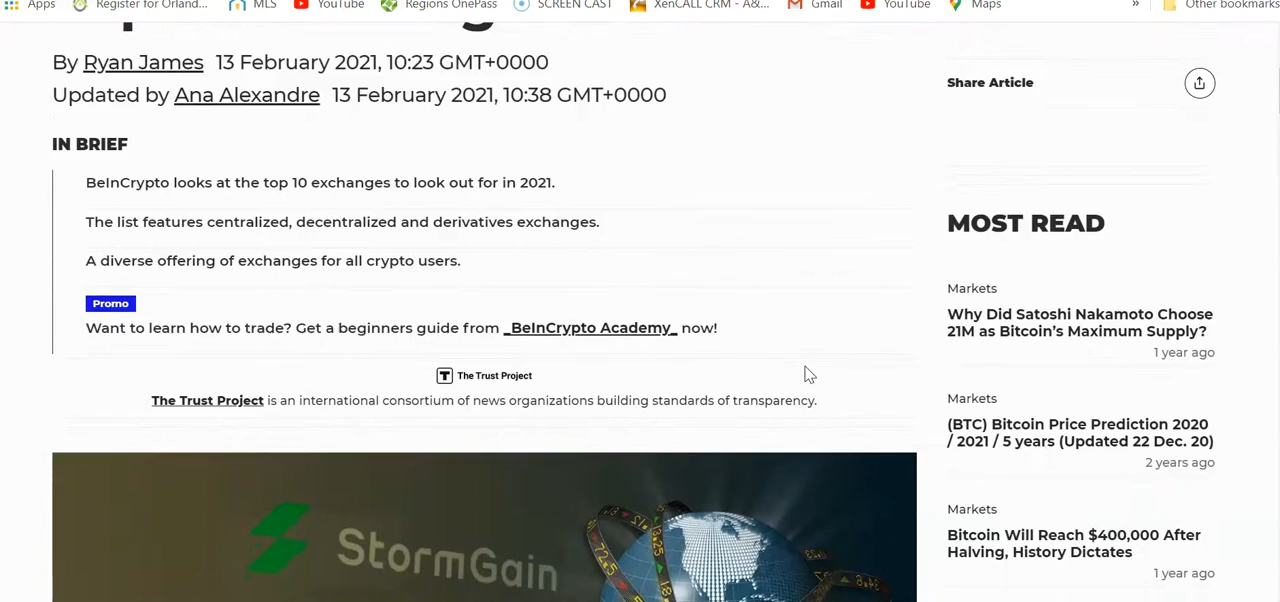 Apps
Register for Orland...
MLS
YouTube
Regions OnePass
SCREEN CAST
XenCALL CRM - A&...
Gmail
YouTube
Maps
»
Other bookmarks
By Ryan James 13 February 2021, 10:23 GMT+0000
Updated by Ana Alexandre 13 February 2021, 10:38 GMT+0000
IN BRIEF
BeInCrypto looks at the top 10 exchanges to look out for in 2021.
The list features centralized, decentralized and derivatives exchanges.
A diverse offering of exchanges for all crypto users.
Promo
Want to learn how to trade? Get a beginners guide from _BeInCrypto Academy_ now!
The Trust Project
The Trust Project is an international consortium of news organizations building standards of transparency.
StormGain
Share Article
MOST READ
Markets
Why Did Satoshi Nakamoto Choose
21M as Bitcoin’s Maximum Supply?
1 year ago
Markets
(BTC) Bitcoin Price Prediction 2020
/ 2021 / 5 years (Updated 22 Dec. 20)
2 years ago
Markets
Bitcoin Will Reach $400,000 After
Halving, History Dictates
1 year ago